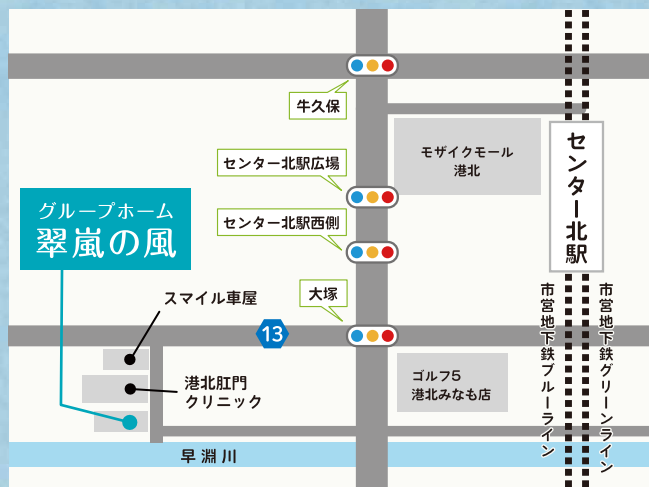 牛久保
モザイクモール
港北
センター北駅
センター北駅広場
センター北駅西側
グループホーム
翠嵐の風
大塚
スマイル車屋
13
市営地下鉄ブルーライン
市営地下鉄グリーンライン
港北肛門
クリニック
ゴルフ5
港北みなも店
早淵川